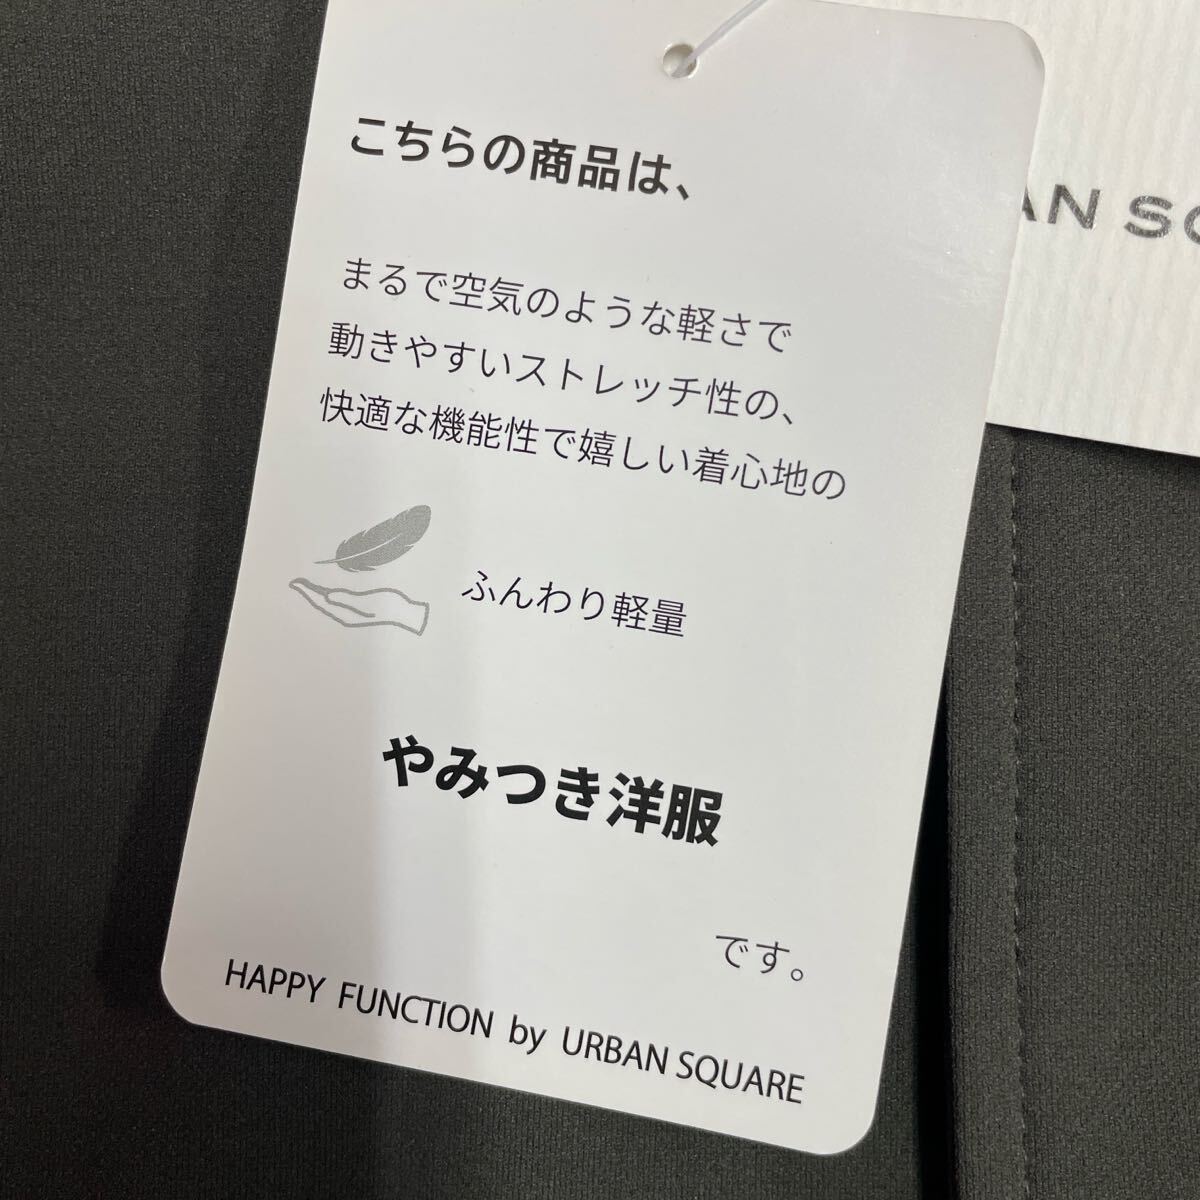 こちらの商品は、
まるで空気のような軽さで
動きやすいストレッチ性の、
快適な機能性で嬉しい着心地の
ふんわり軽量
やみつき洋服
です。
HAPPY FUNCTION by URBAN SQUARE
AN SQ